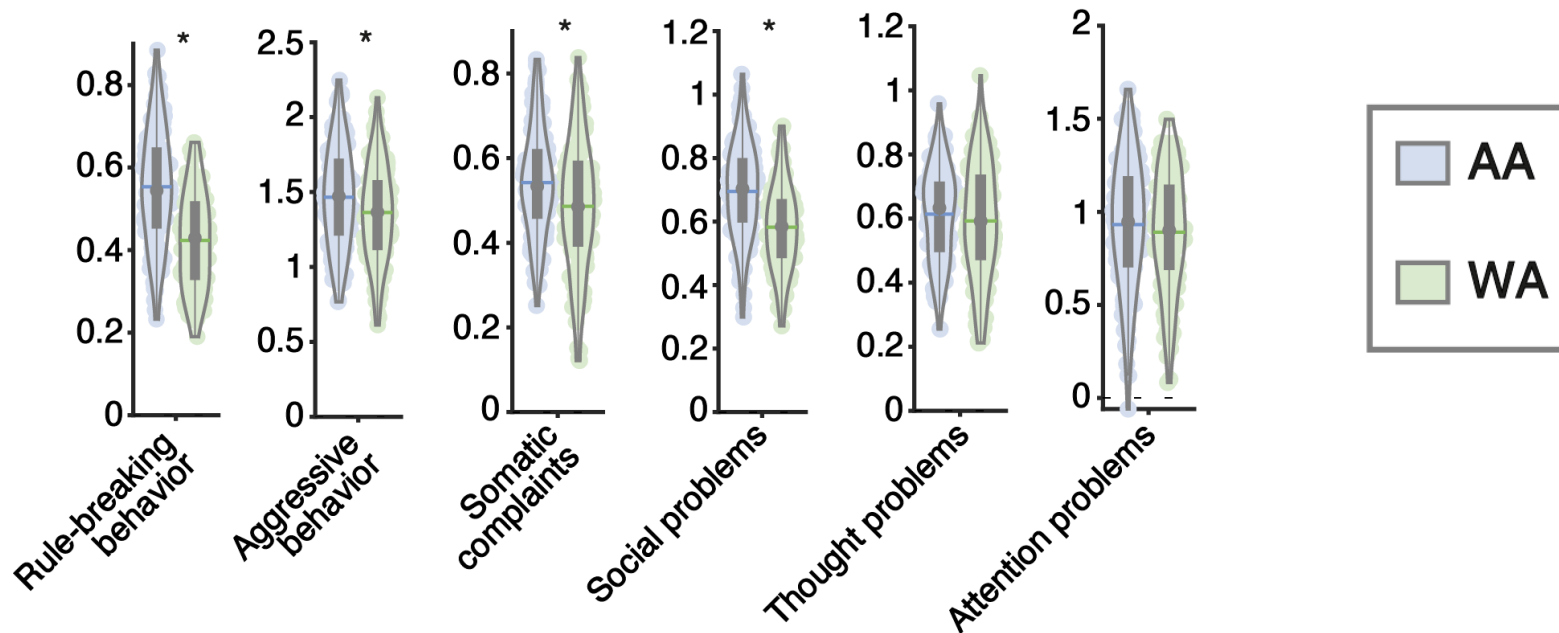 * * * *
0.8
0.6
0.4
0.2
0
2.5
2
1.5
1
0.5
0
0.8
0.6
0.4
0.2
0
1.2
1
0.8
0.6
0.4
0.2
0
1.2
1
0.8
0.6
0.4
0.2
0
2
1.5
1
0.5
0
Rule-breaking
behavior
Aggressive
behavior
Somatic
complaints
Social problems
Thought problems
Attention problems
AA
WA